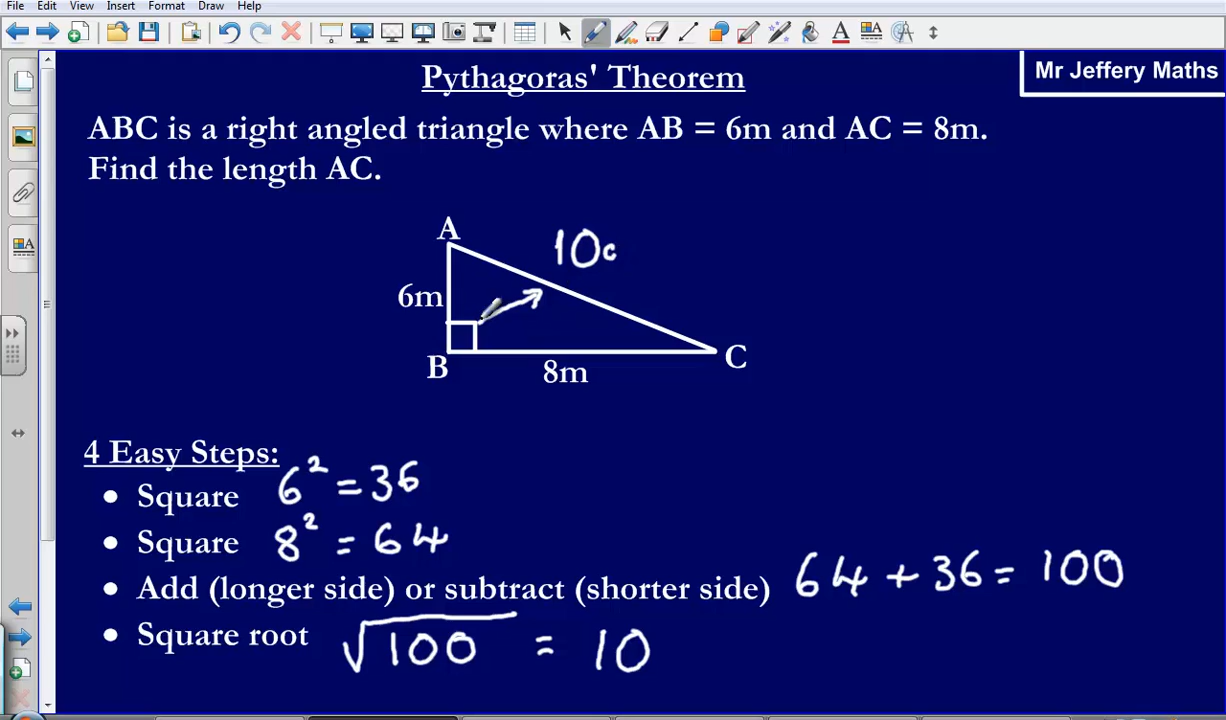 File Edit View Insert Format Draw Help
Pythagoras' Theorem
Mr Jeffery Maths
ABC is a right angled triangle where AB = 6m and AC = 8m.
Find the length AC.
A
10c
6m
B
C
8m
4 Easy Steps:
• Square 6² = 36
• Square 8² = 64
• Add (longer side) or subtract (shorter side) 64 + 36 = 100
• Square root √100 = 10